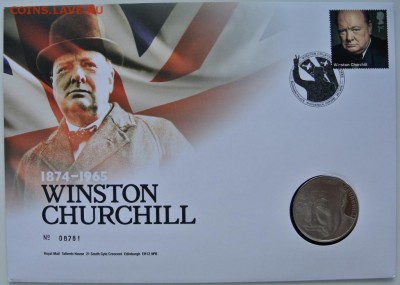 COINS.LAVE.RU
Winston Churchill
1874–1965
WINSTON
CHURCHILL
№ 08781
Royal Mail Tallents House 21 South Gyle Crescent Edinburgh EH12 9PB